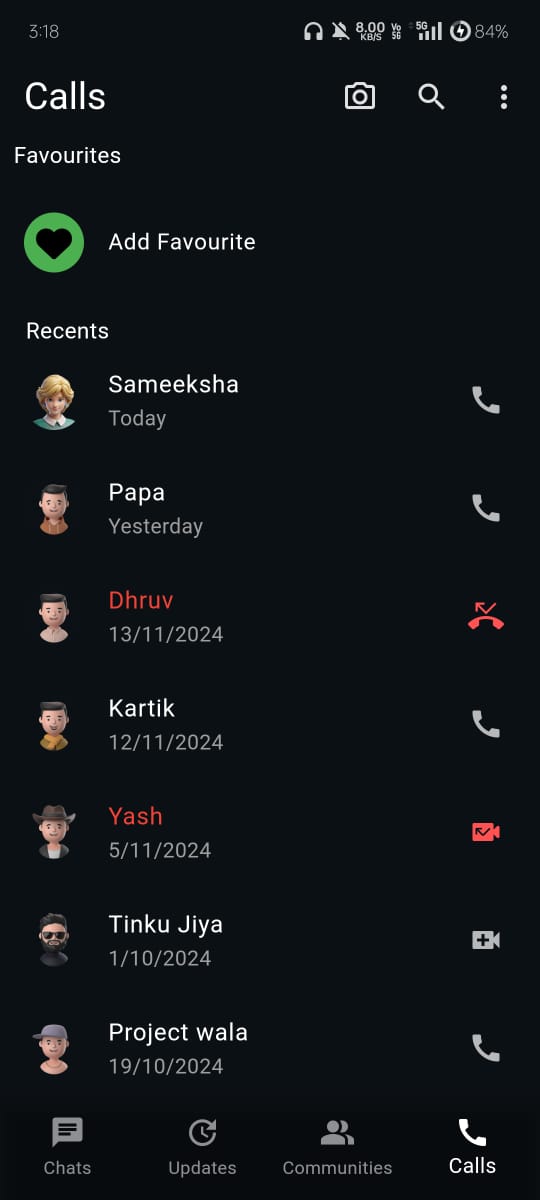 3:18
8.00 KB/S Vo 5G 5G 84%
Calls
Favourites
Add Favourite
Recents
Sameeksha
Today
Papa
Yesterday
Dhruv
13/11/2024
Kartik
12/11/2024
Yash
5/11/2024
Tinku Jiya
1/10/2024
Project wala
19/10/2024
Chats Updates Communities Calls